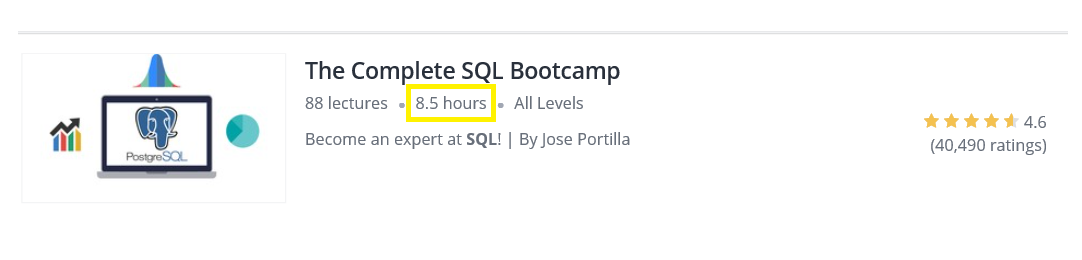 The Complete SQL Bootcamp
88 lectures • 8.5 hours • All Levels
Become an expert at SQL! | By Jose Portilla
PostgreSQL
4.6
(40,490 ratings)